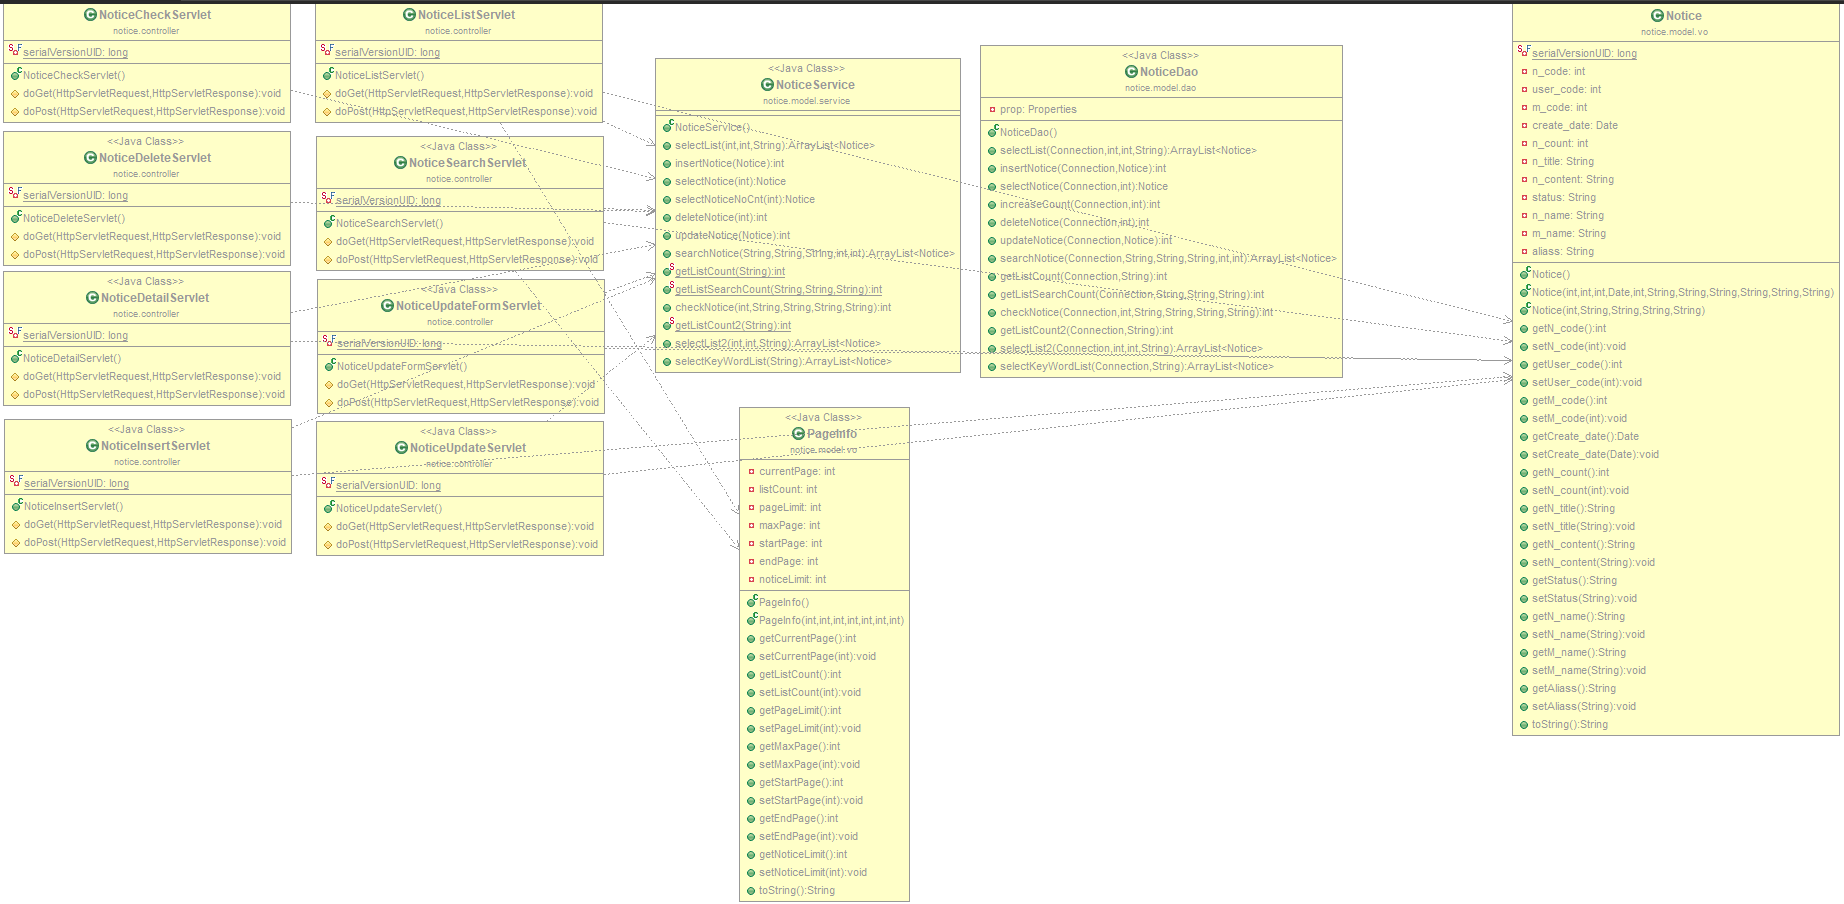 NoticeCheckServlet
notice.controller
serialVersionUID: long
NoticeCheckServlet()
doGet(HttpServletRequest,HttpServletResponse):void
doPost(HttpServletRequest,HttpServletResponse):void
<<Java Class>>
NoticeDeleteServlet
notice.controller
serialVersionUID: long
NoticeDeleteServlet()
doGet(HttpServletRequest,HttpServletResponse):void
doPost(HttpServletRequest,HttpServletResponse):void
<<Java Class>>
NoticeDetailServlet
notice.controller
serialVersionUID: long
NoticeDetailServlet()
doGet(HttpServletRequest,HttpServletResponse):void
doPost(HttpServletRequest,HttpServletResponse):void
<<Java Class>>
NoticeInsertServlet
notice.controller
serialVersionUID: long
NoticeInsertServlet()
doGet(HttpServletRequest,HttpServletResponse):void
doPost(HttpServletRequest,HttpServletResponse):void
NoticeListServlet
notice.controller
serialVersionUID: long
NoticeListServlet()
doGet(HttpServletRequest,HttpServletResponse):void
doPost(HttpServletRequest,HttpServletResponse):void
<<Java Class>>
NoticeSearchServlet
notice.controller
serialVersionUID: long
NoticeSearchServlet()
doGet(HttpServletRequest,HttpServletResponse):void
doPost(HttpServletRequest,HttpServletResponse):void
<<Java Class>>
NoticeUpdateFormServlet
notice.controller
serialVersionUID: long
NoticeUpdateFormServlet()
doGet(HttpServletRequest,HttpServletResponse):void
doPost(HttpServletRequest,HttpServletResponse):void
<<Java Class>>
NoticeUpdateServlet
notice.controller
serialVersionUID: long
NoticeUpdateServlet()
doGet(HttpServletRequest,HttpServletResponse):void
doPost(HttpServletRequest,HttpServletResponse):void
<<Java Class>>
NoticeService
notice.model.service
NoticeService()
selectList(int,int,String):ArrayList<Notice>
insertNotice(Notice):int
selectNotice(int):Notice
selectNoticeNoCnt(int):Notice
deleteNotice(int):int
updateNotice(Notice):int
searchNotice(String,String,String,int,int):ArrayList<Notice>
getListCount(String):int
getListSearchCount(String,String,String):int
checkNotice(int,String,String,String,String):int
getListCount2(String):int
selectList2(int,int,String):ArrayList<Notice>
selectKeyWordList(String):ArrayList<Notice>
<<Java Class>>
PageInfo
notice.model.vo
currentPage: int
listCount: int
pageLimit: int
maxPage: int
startPage: int
endPage: int
noticeLimit: int
PageInfo()
PageInfo(int,int,int,int,int,int,int)
getCurrentPage():int
setCurrentPage(int):void
getListCount():int
setListCount(int):void
getPageLimit():int
setPageLimit(int):void
getMaxPage():int
setMaxPage(int):void
getStartPage():int
setStartPage(int):void
getEndPage():int
setEndPage(int):void
getNoticeLimit():int
setNoticeLimit(int):void
toString():String
<<Java Class>>
NoticeDao
notice.model.dao
prop: Properties
NoticeDao()
selectList(Connection,int,int,String):ArrayList<Notice>
insertNotice(Connection,Notice):int
selectNotice(Connection,int):Notice
increaseCount(Connection,int):int
deleteNotice(Connection,int):int
updateNotice(Connection,Notice):int
searchNotice(Connection,String,String,String,int,int):ArrayList<Notice>
getListCount(Connection,String):int
getListSearchCount(Connection,String,String,String):int
checkNotice(Connection,int,String,String,String,String):int
getListCount2(Connection,String):int
selectList2(Connection,int,int,String):ArrayList<Notice>
selectKeyWordList(Connection,String):ArrayList<Notice>
Notice
notice.model.vo
serialVersionUID: long
n_code: int
user_code: int
m_code: int
create_date: Date
n_count: int
n_title: String
n_content: String
status: String
n_name: String
m_name: String
aliass: String
Notice()
Notice(int,int,int,Date,int,String,String,String,String,String,String)
Notice(int,String,String,String,String)
getN_code():int
setN_code(int):void
getUser_code():int
setUser_code(int):void
getM_code():int
setM_code(int):void
getCreate_date():Date
setCreate_date(Date):void
getN_count():int
setN_count(int):void
getN_title():String
setN_title(String):void
getN_content():String
setN_content(String):void
getStatus():String
setStatus(String):void
getN_name():String
setN_name(String):void
getM_name():String
setM_name(String):void
getAliass():String
setAliass(String):void
toString():String